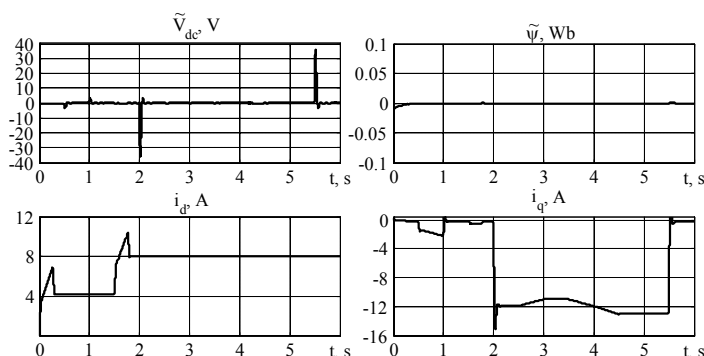 Ṽdc, V
40
30
20
10
0
-10
-20
-30
-40
0 1 2 3 4 5 t, s
ψ̃, Wb
0.1
0.05
0
-0.05
-0.1
0 1 2 3 4 5 t, s
id, A
12
8
4
0 1 2 3 4 5 t, s
iq, A
0
-4
-8
-12
-16
0 1 2 3 4 5 t, s